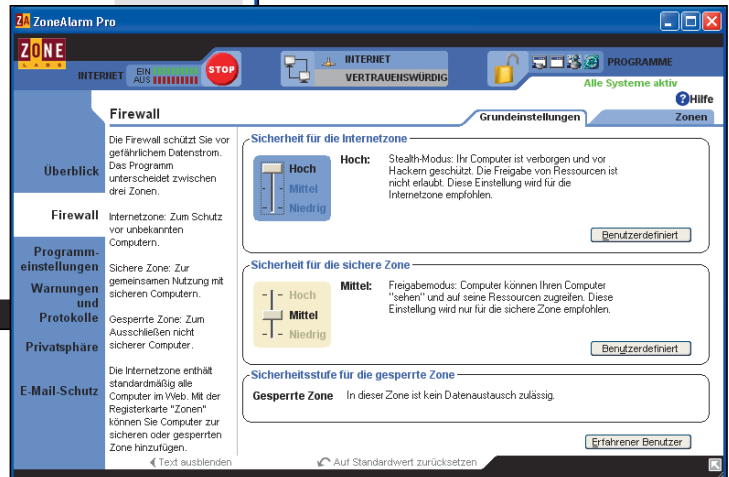 ZA ZoneAlarm Pro
ZONE
LABS
INTERNET EIN
AUS
STOP
INTERNET
VERTRAUENSWÜRDIG
PROGRAMME
Alle Systeme aktiv
Hilfe
Firewall
Grundeinstellungen
Zonen
Überblick
Firewall
Programm-
einstellungen
Warnungen
und
Protokolle
Privatsphäre
E-Mail-Schutz
Die Firewall schützt Sie vor
gefährlichem Datenstrom.
Das Programm
unterscheidet zwischen
drei Zonen.
Internetzone: Zum Schutz
vor unbekannten
Computern.
Sichere Zone: Zur
gemeinsamen Nutzung mit
sicheren Computern.
Gesperrte Zone: Zum
Ausschließen nicht
sicherer Computer.
Die Internetzone enthält
standardmäßig alle
Computer im Web. Mit der
Registerkarte "Zonen"
können Sie Computer zur
sicheren oder gesperrten
Zone hinzufügen.
Sicherheit für die Internetzone
Hoch
Mittel
Niedrig
Hoch: Stealth-Modus: Ihr Computer ist verborgen und vor
Hackern geschützt. Die Freigabe von Ressourcen ist
nicht erlaubt. Diese Einstellung wird für die
Internetzone empfohlen.
Benutzerdefiniert
Sicherheit für die sichere Zone
Hoch
Mittel
Niedrig
Mittel: Freigabemodus: Computer können Ihren Computer
"sehen" und auf seine Ressourcen zugreifen. Diese
Einstellung wird nur für die sichere Zone empfohlen.
Benutzerdefiniert
Sicherheitsstufe für die gesperrte Zone
Gesperrte Zone In dieser Zone ist kein Datenaustausch zulässig.
Erfahrener Benutzer
Text ausblenden
Auf Standardwert zurücksetzen